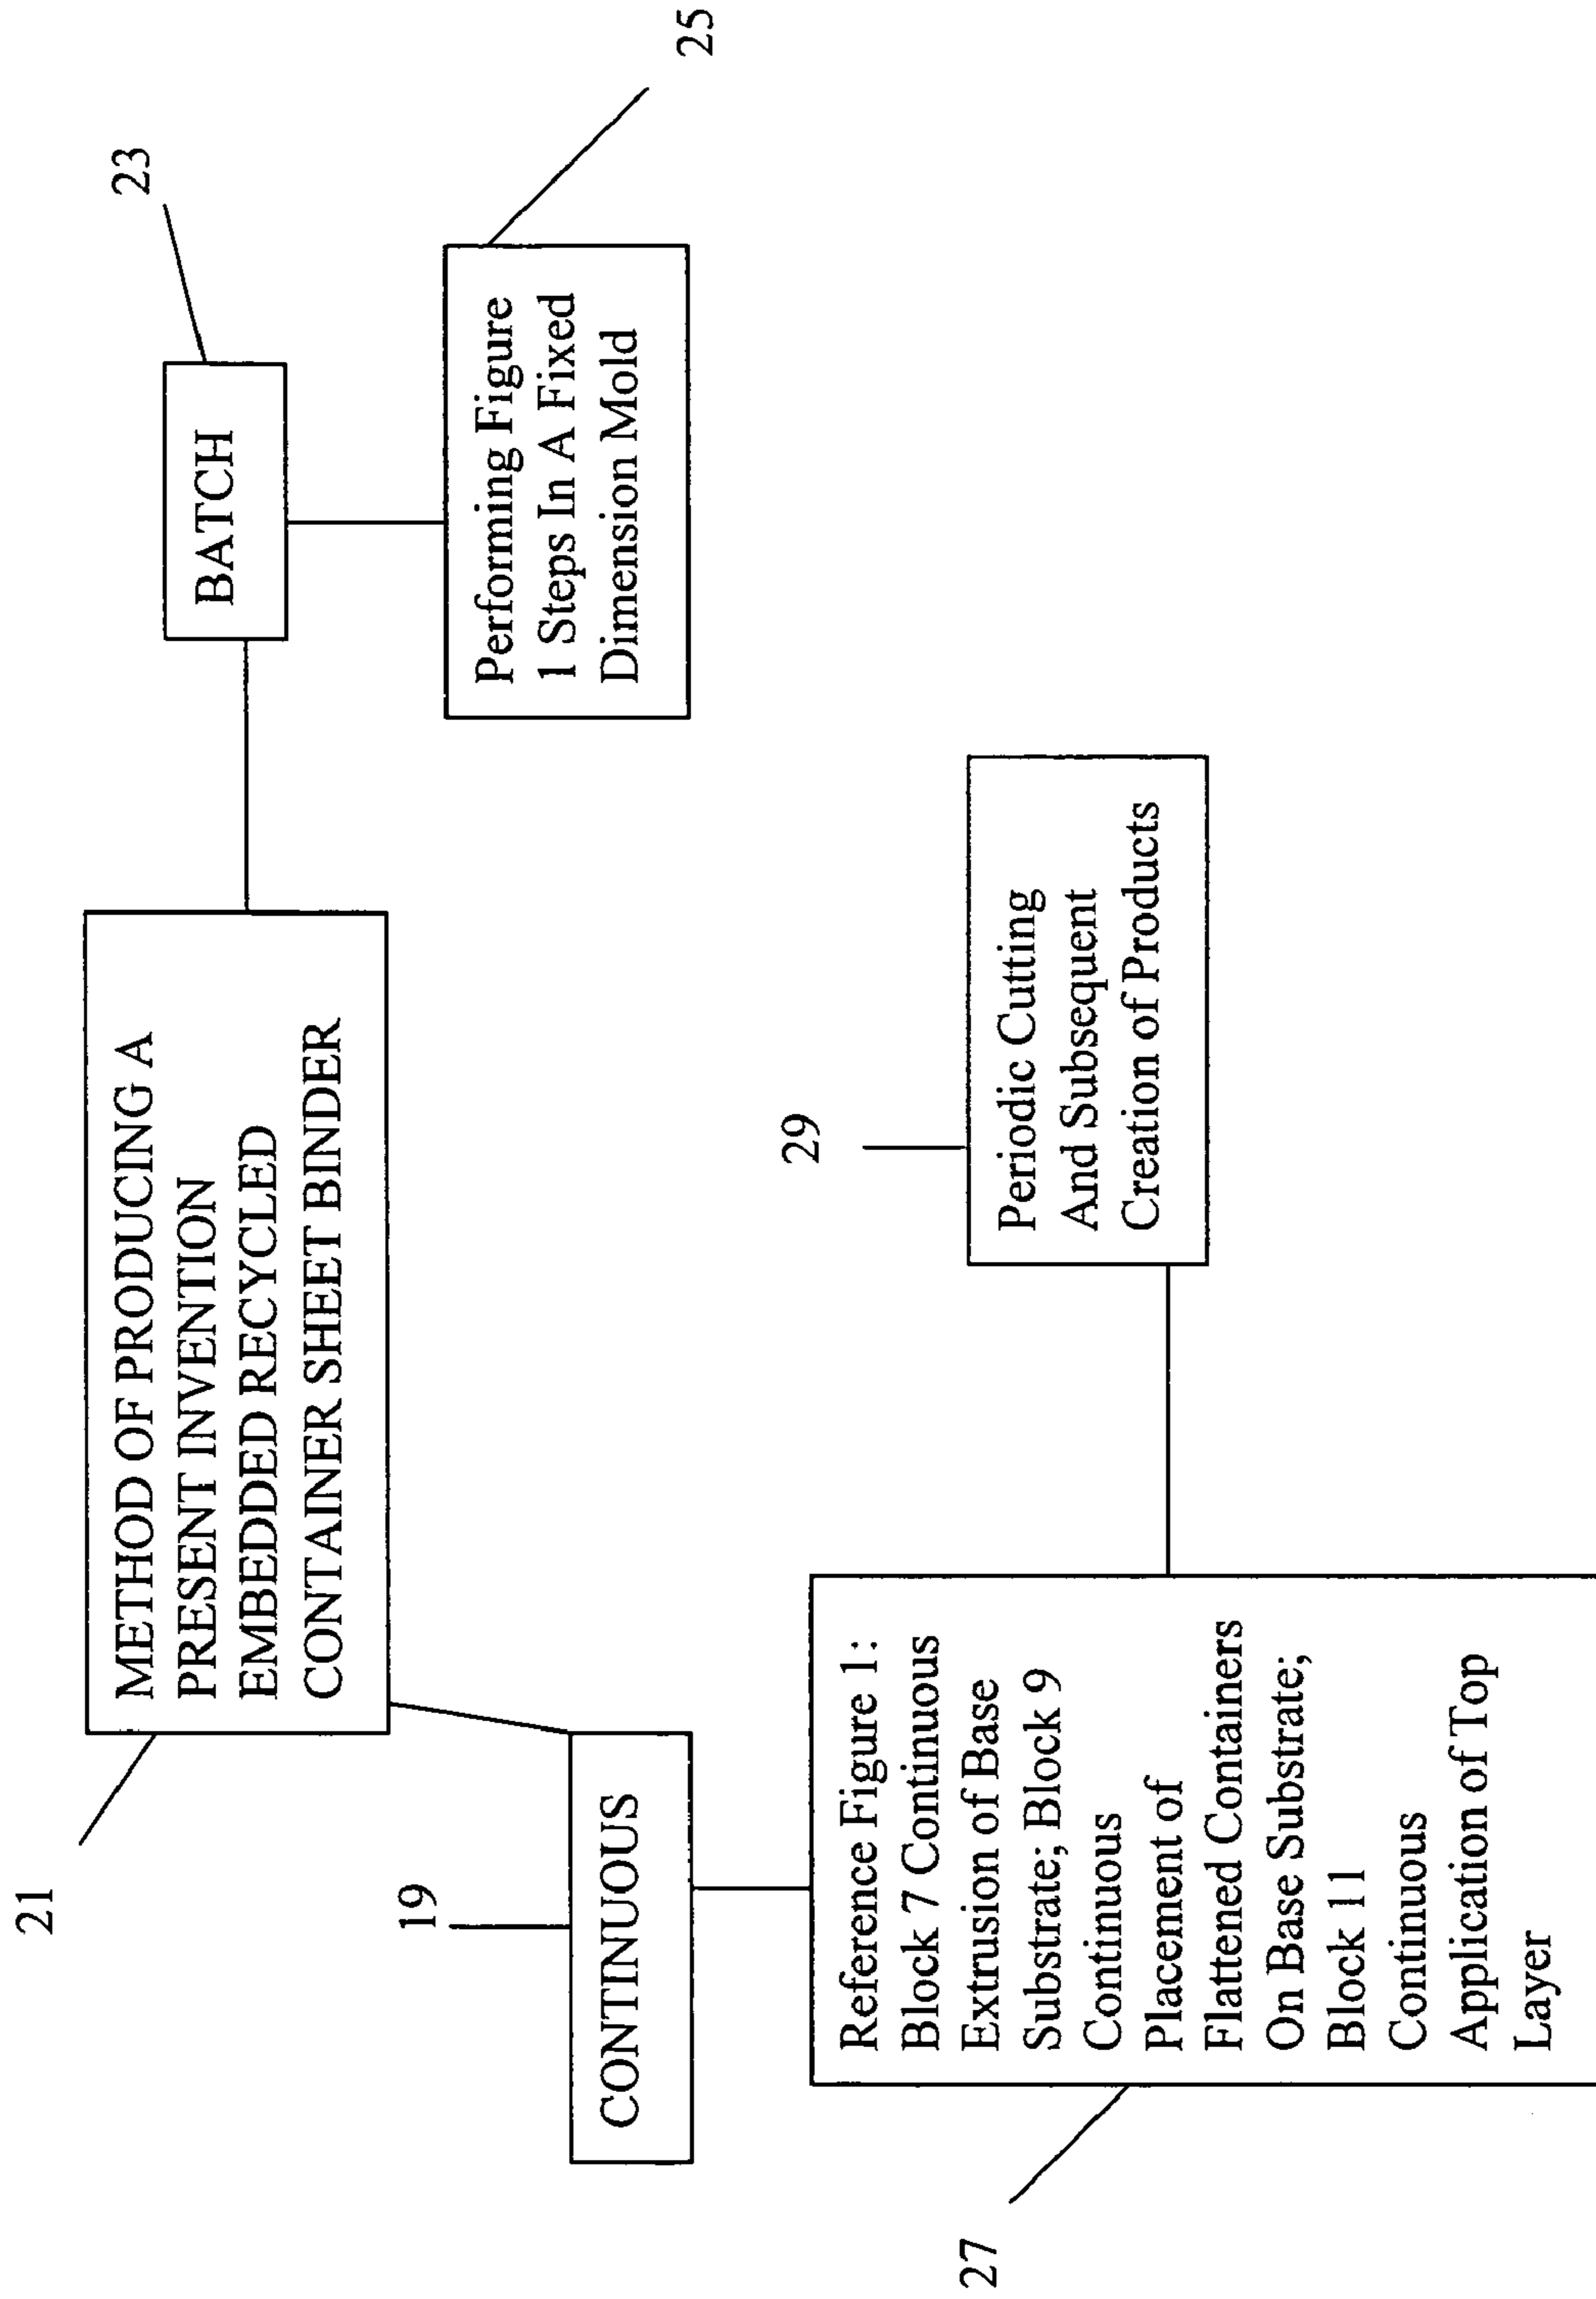 21
METHOD OF PRODUCING A
PRESENT INVENTION
EMBEDDED RECYCLED
CONTAINER SHEET BINDER
23
BATCH
25
Performing Figure
1 Steps In A Fixed
Dimension Mold
19
CONTINUOUS
27
Reference Figure 1:
Block 7 Continuous
Extrusion of Base
Substrate; Block 9
Continuous
Placement of
Flattened Containers
On Base Substrate;
Block 11
Continuous
Application of Top
Layer
29
Periodic Cutting
And Subsequent
Creation of Products